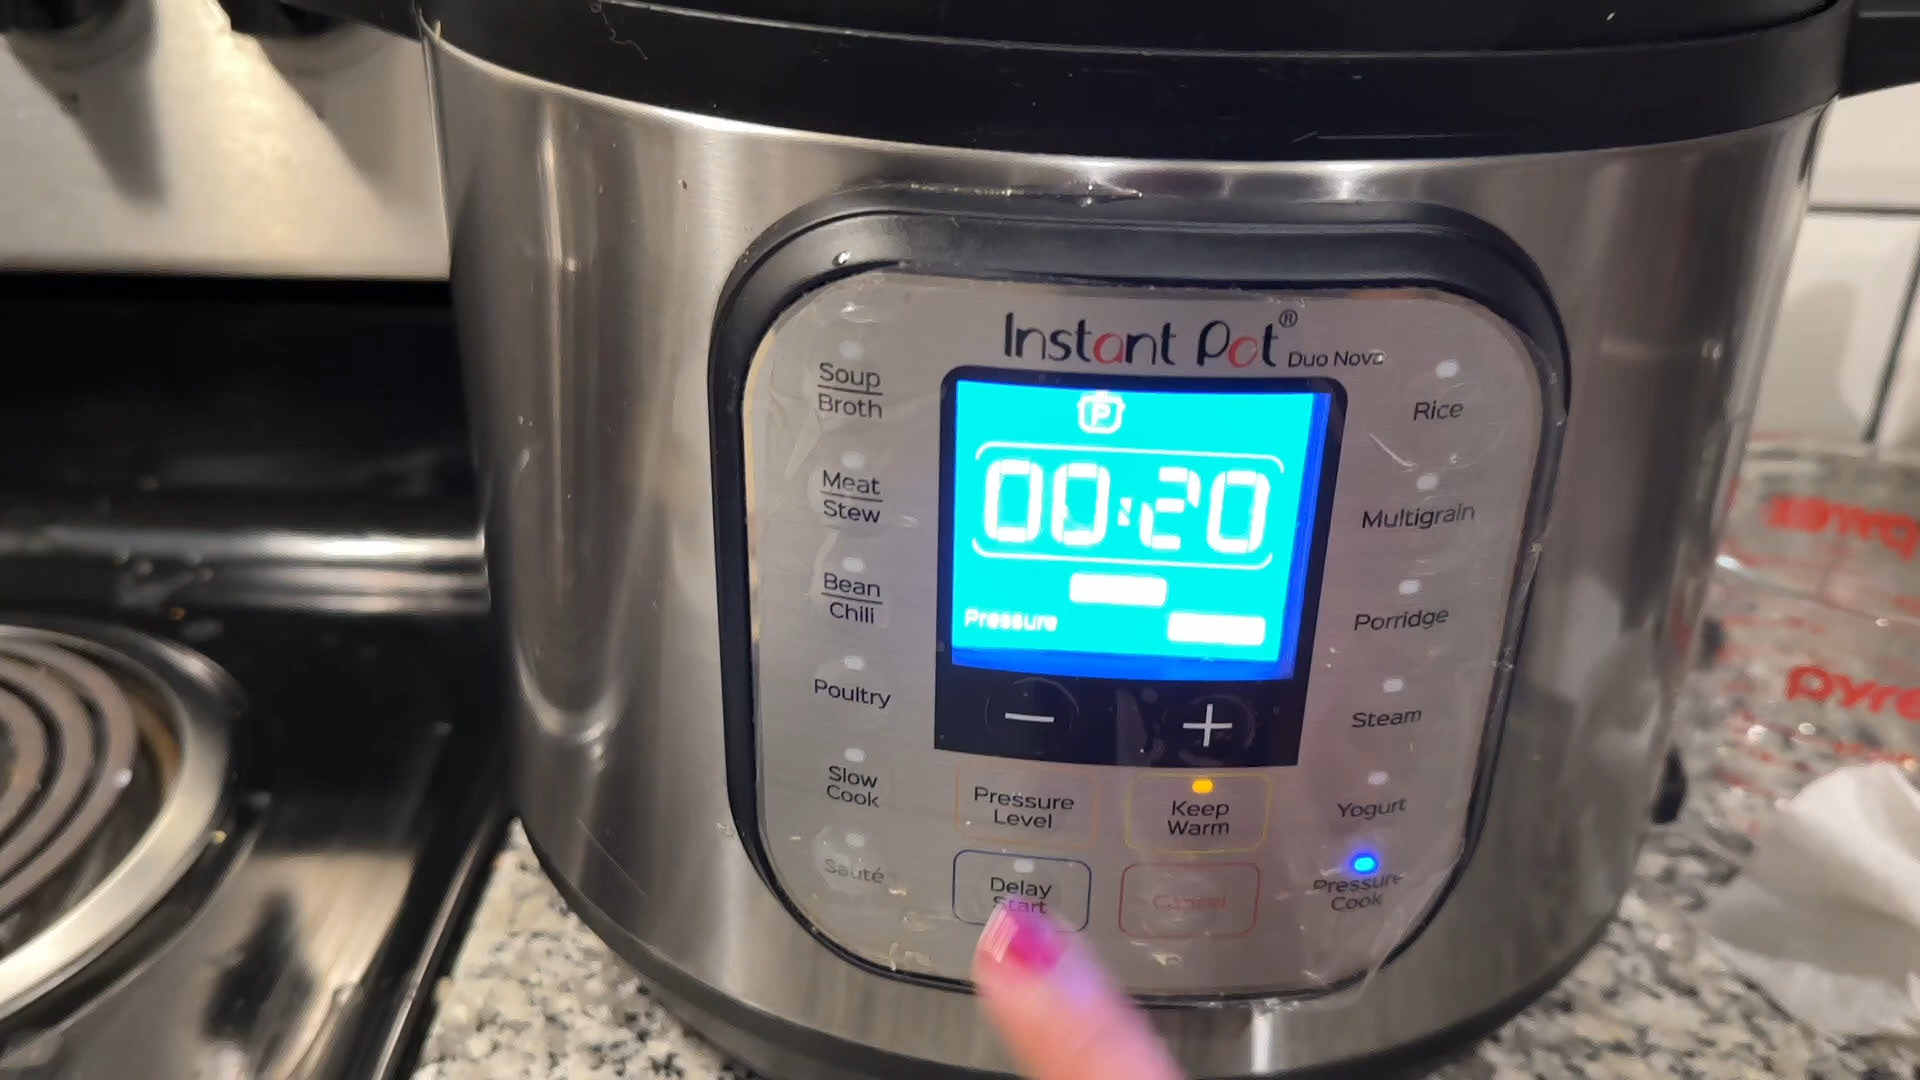 Instant Pot®
Duo Nova
Soup
Broth
Meat
Stew
Bean
Chili
Poultry
Slow
Cook
Sauté
P
00:20
Pressure
−
+
Pressure
Level
Keep
Warm
Delay
Start
Cancel
Rice
Multigrain
Porridge
Steam
Yogurt
Pressure
Cook